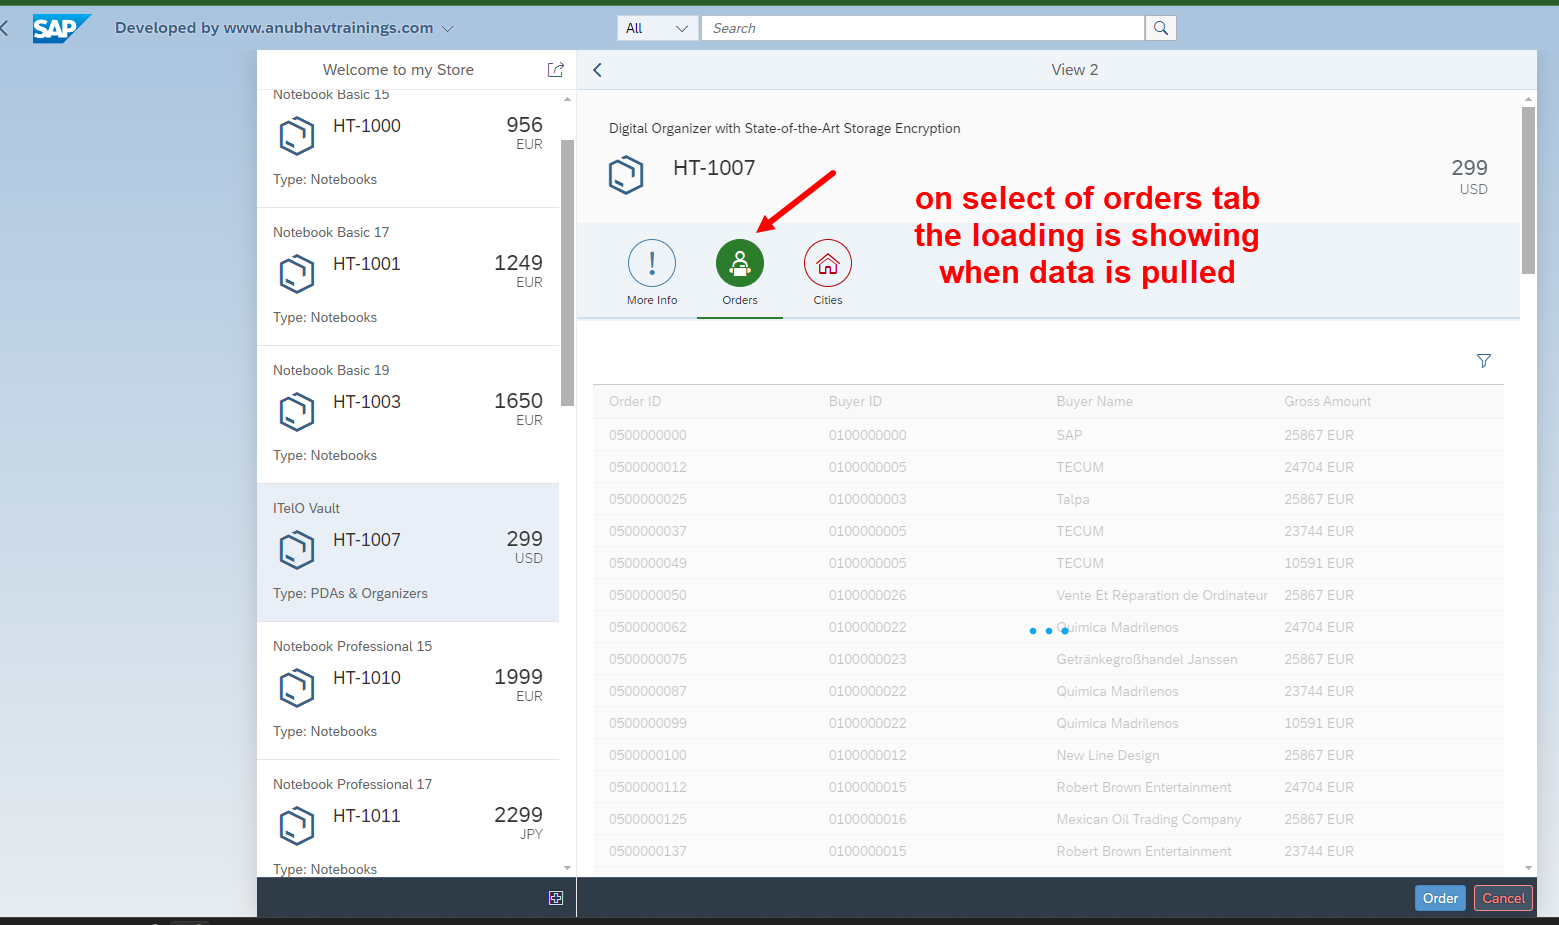 SAP Developed by www.anubhavtrainings.com All Search
Welcome to my Store
Notebook Basic 15
HT-1000 956
EUR
Type: Notebooks
Notebook Basic 17
HT-1001 1249
EUR
Type: Notebooks
Notebook Basic 19
HT-1003 1650
EUR
Type: Notebooks
ITelO Vault
HT-1007 299
USD
Type: PDAs & Organizers
Notebook Professional 15
HT-1010 1999
EUR
Type: Notebooks
Notebook Professional 17
HT-1011 2299
JPY
Type: Notebooks
View 2
Digital Organizer with State-of-the-Art Storage Encryption
HT-1007 299
USD
on select of orders tab
the loading is showing
when data is pulled
More Info Orders Cities
Order ID Buyer ID Buyer Name Gross Amount
0500000000 0100000000 SAP 25867 EUR
0500000012 0100000005 TECUM 24704 EUR
0500000025 0100000003 Talpa 25867 EUR
0500000037 0100000005 TECUM 23744 EUR
0500000049 0100000005 TECUM 10591 EUR
0500000050 0100000026 Vente Et Réparation de Ordinateur 25867 EUR
0500000062 0100000022 Quimica Madrilenos 24704 EUR
0500000075 0100000023 Getränkegroßhandel Janssen 25867 EUR
0500000087 0100000022 Quimica Madrilenos 23744 EUR
0500000099 0100000022 Quimica Madrilenos 10591 EUR
0500000100 0100000012 New Line Design 25867 EUR
0500000112 0100000015 Robert Brown Entertainment 24704 EUR
0500000125 0100000016 Mexican Oil Trading Company 25867 EUR
0500000137 0100000015 Robert Brown Entertainment 23744 EUR
Order Cancel